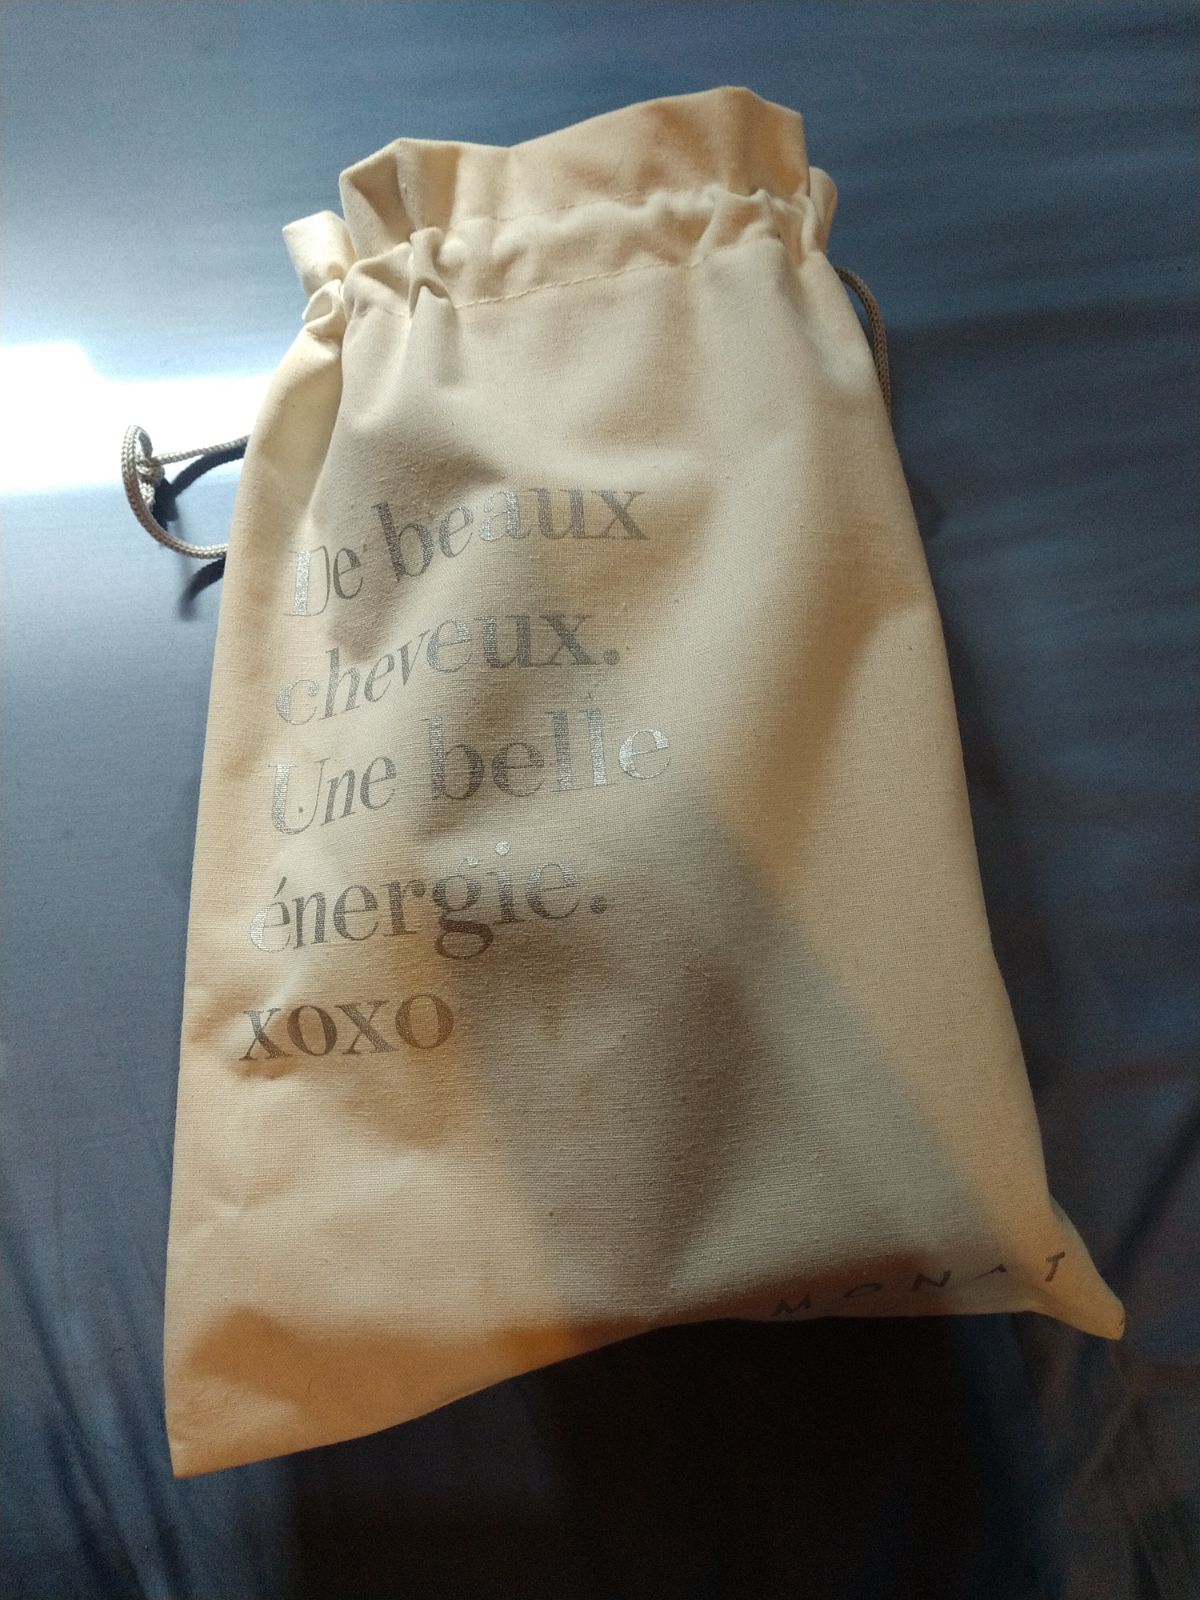 De beaux
cheveux.
Une belle
énergie.
xoxo
MONAT